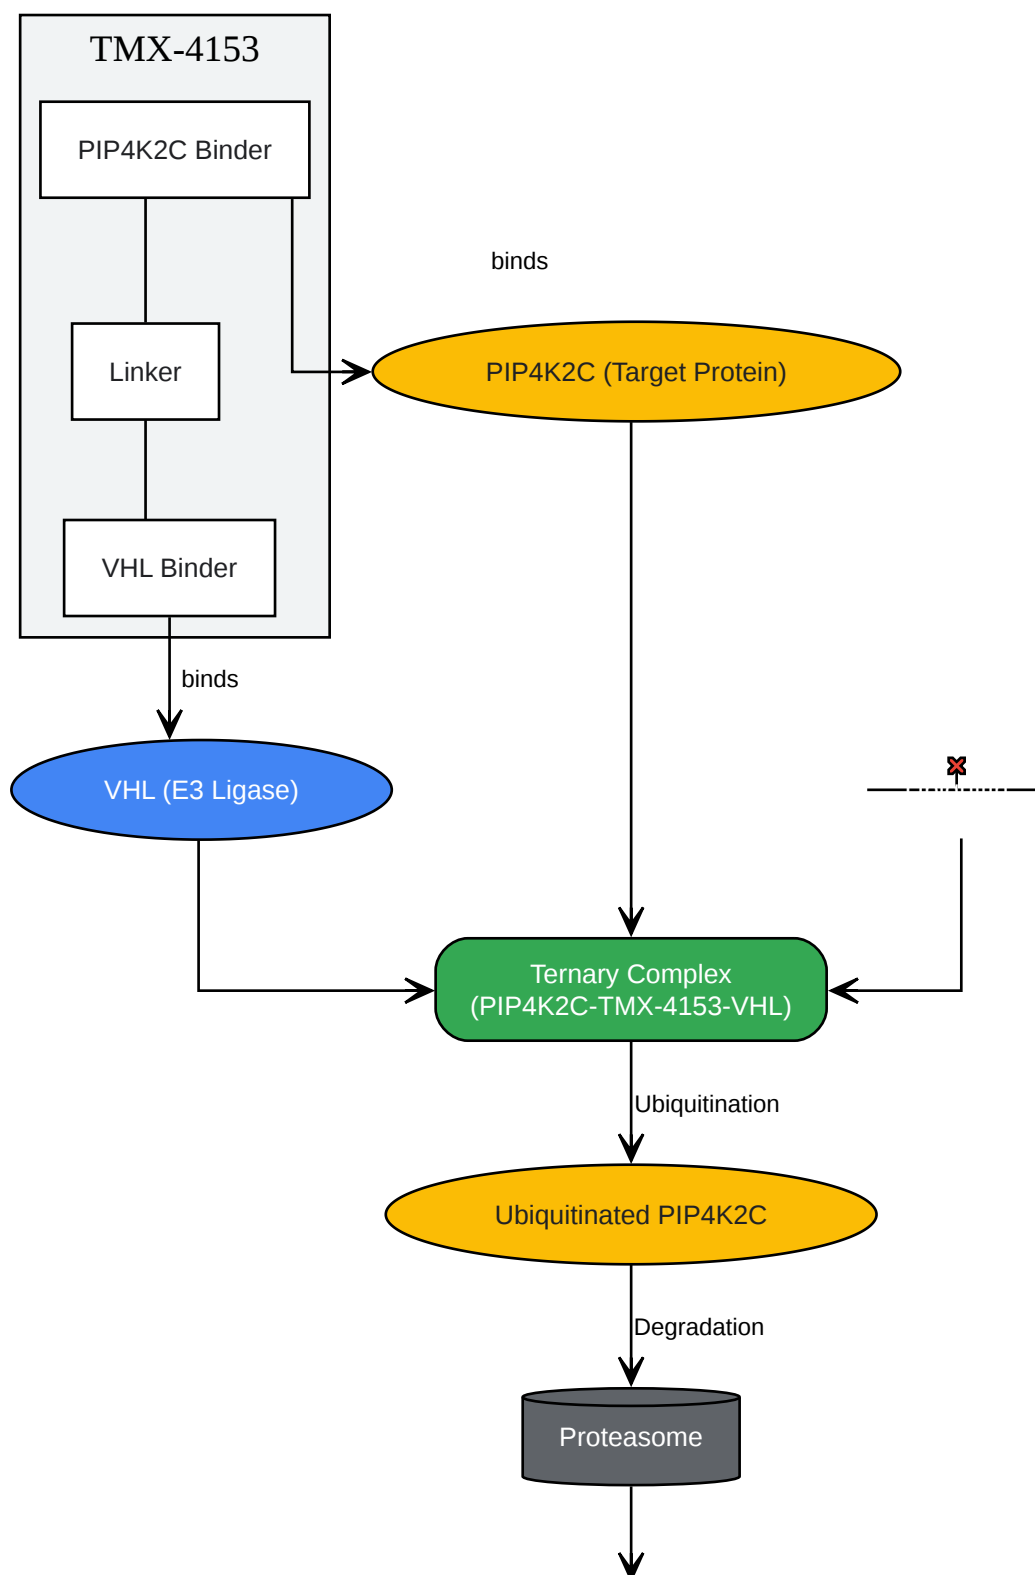 TMX-4153
PIP4K2C Binder
binds
Linker
PIP4K2C (Target Protein)
VHL Binder
binds
VHL (E3 Ligase)
Ternary Complex
(PIP4K2C-TMX-4153-VHL)
Ubiquitination
Ubiquitinated PIP4K2C
Degradation
Proteasome